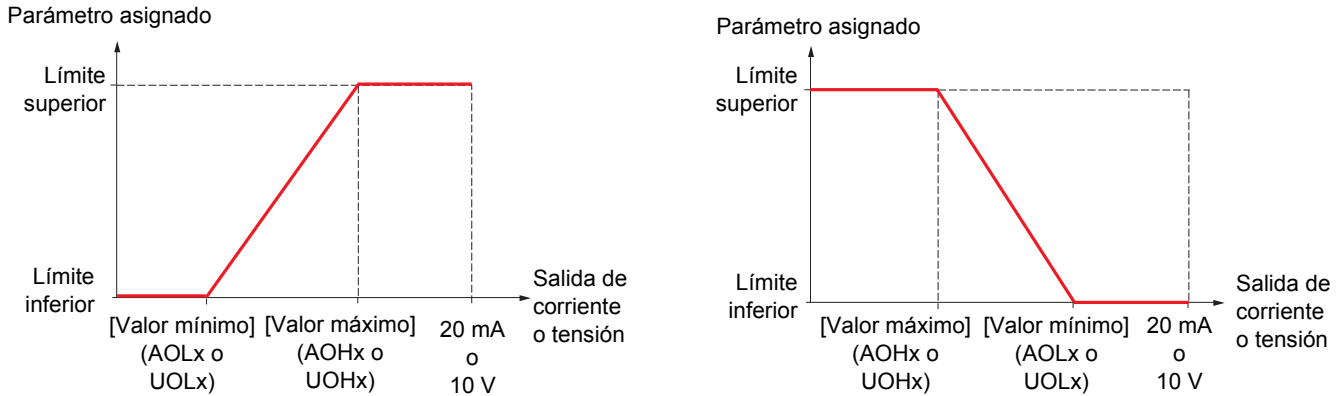 Parámetro asignado
Límite
superior
Límite
inferior
[Valor mínimo]
(AOLx o
UOLx)
[Valor máximo]
(AOHx o
UOHx)
20 mA
o
10 V
Salida de
corriente
o tensión
Parámetro asignado
Límite
superior
Límite
inferior
[Valor máximo]
(AOHx o
UOHx)
[Valor mínimo]
(AOLx o
UOLx)
20 mA
o
10 V
Salida de
corriente
o tensión